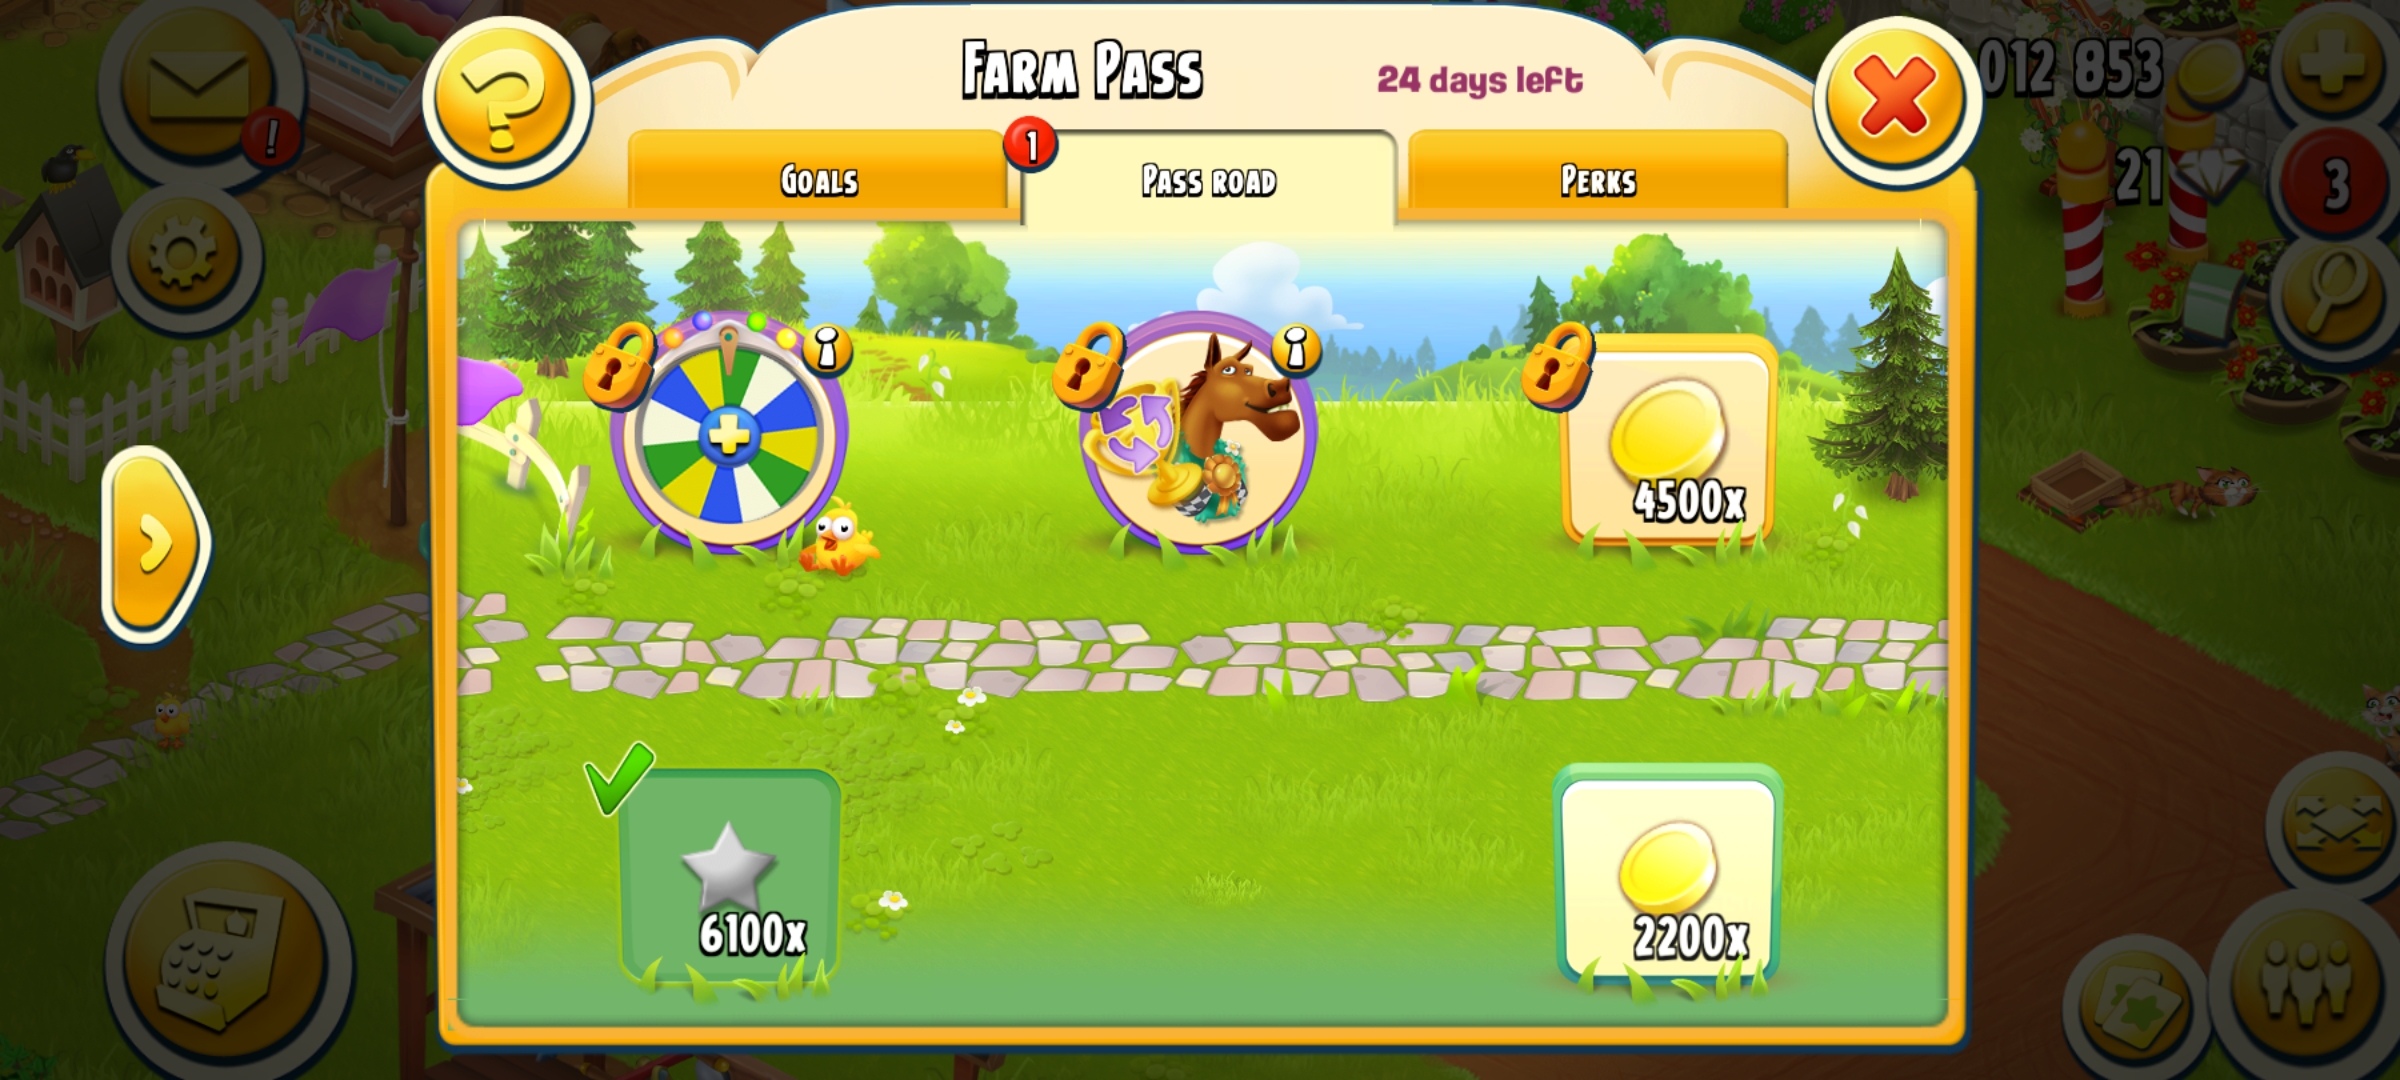 FARM PASS
24 days left
012 853
!
1
GOALS
PASS ROAD
PERKS
21
3
4500x
6100x
2200x